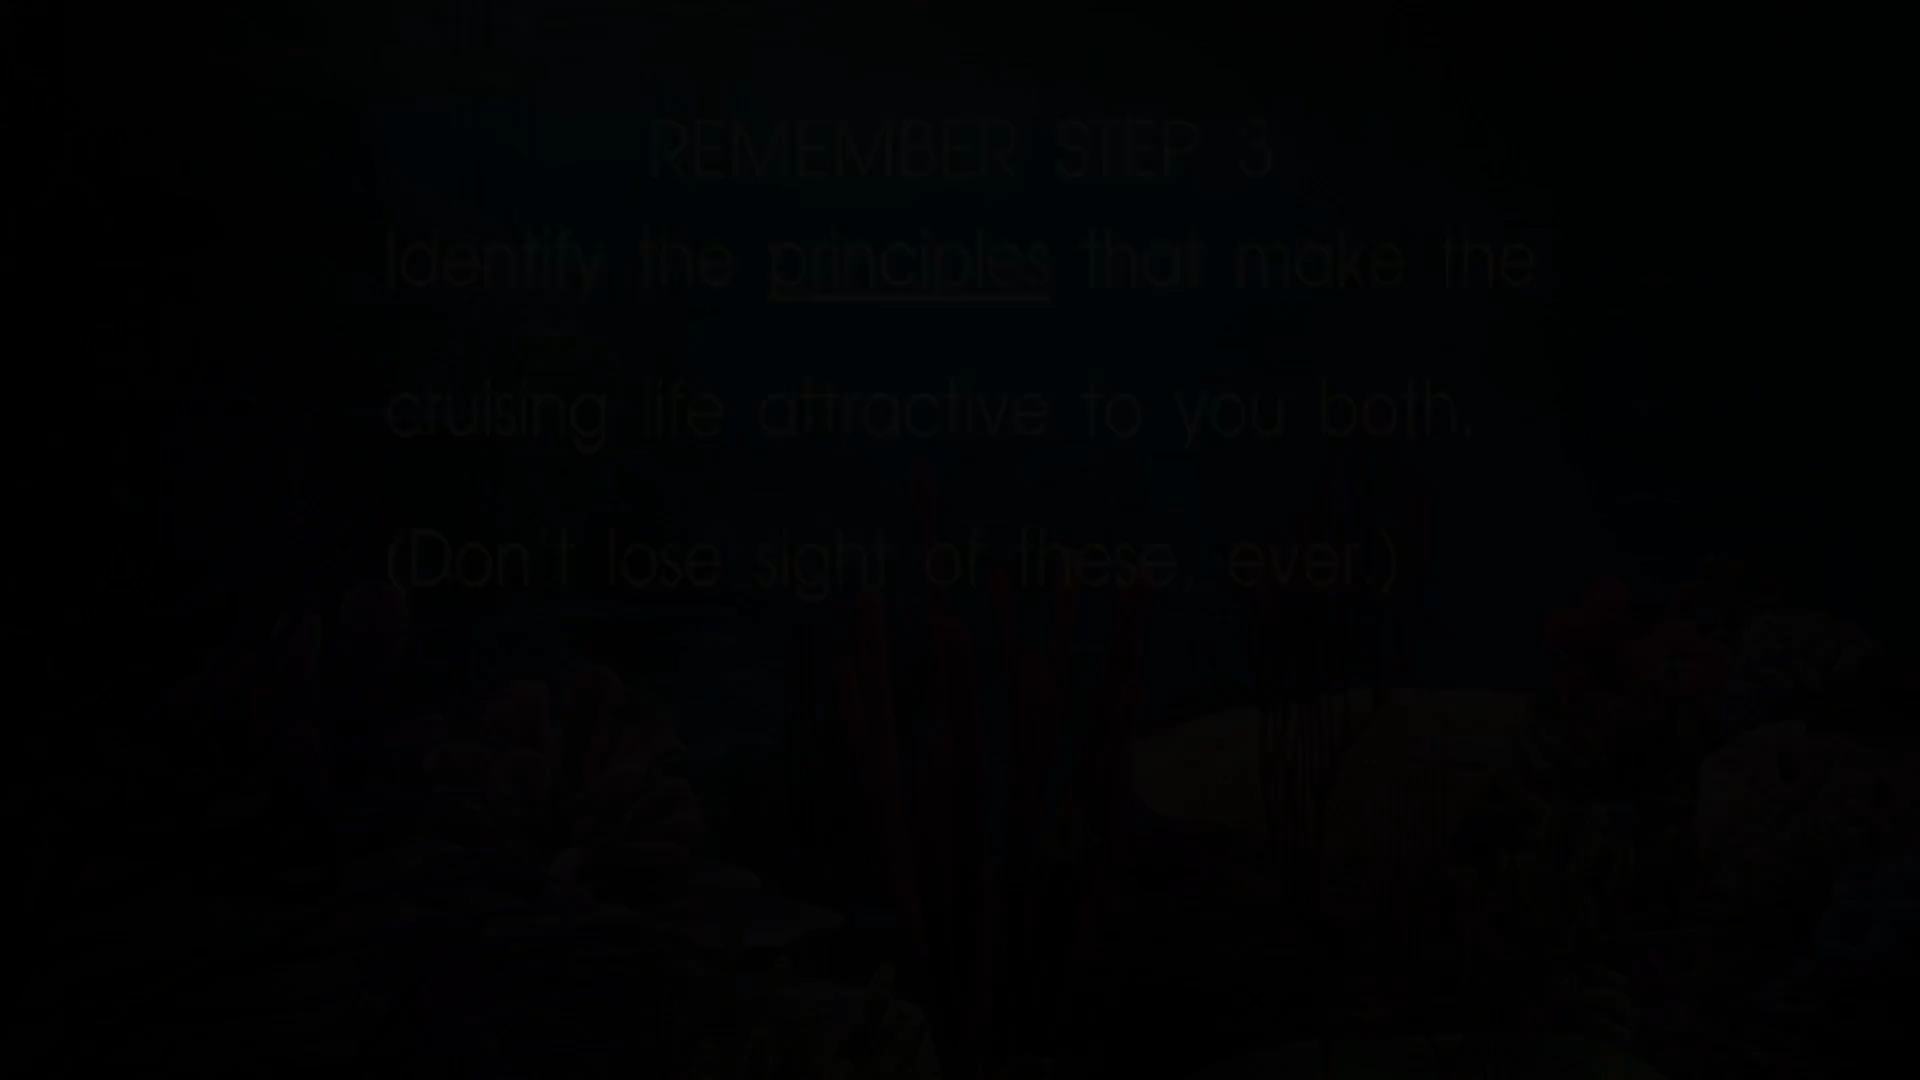 REMEMBER STEP 3
Identify the principles that make the
cruising life attractive to you both.
(Don't lose sight of these, ever.)